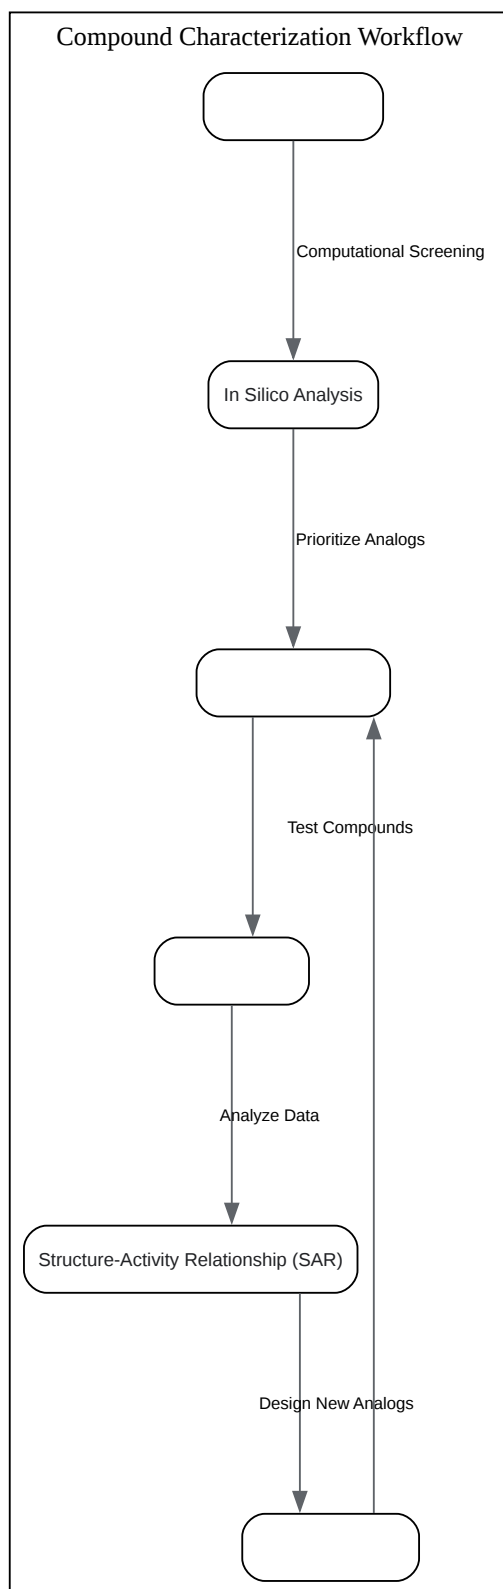 Compound Characterization Workflow
Computational Screening
In Silico Analysis
Prioritize Analogs
Test Compounds
Analyze Data
Structure-Activity Relationship (SAR)
Design New Analogs